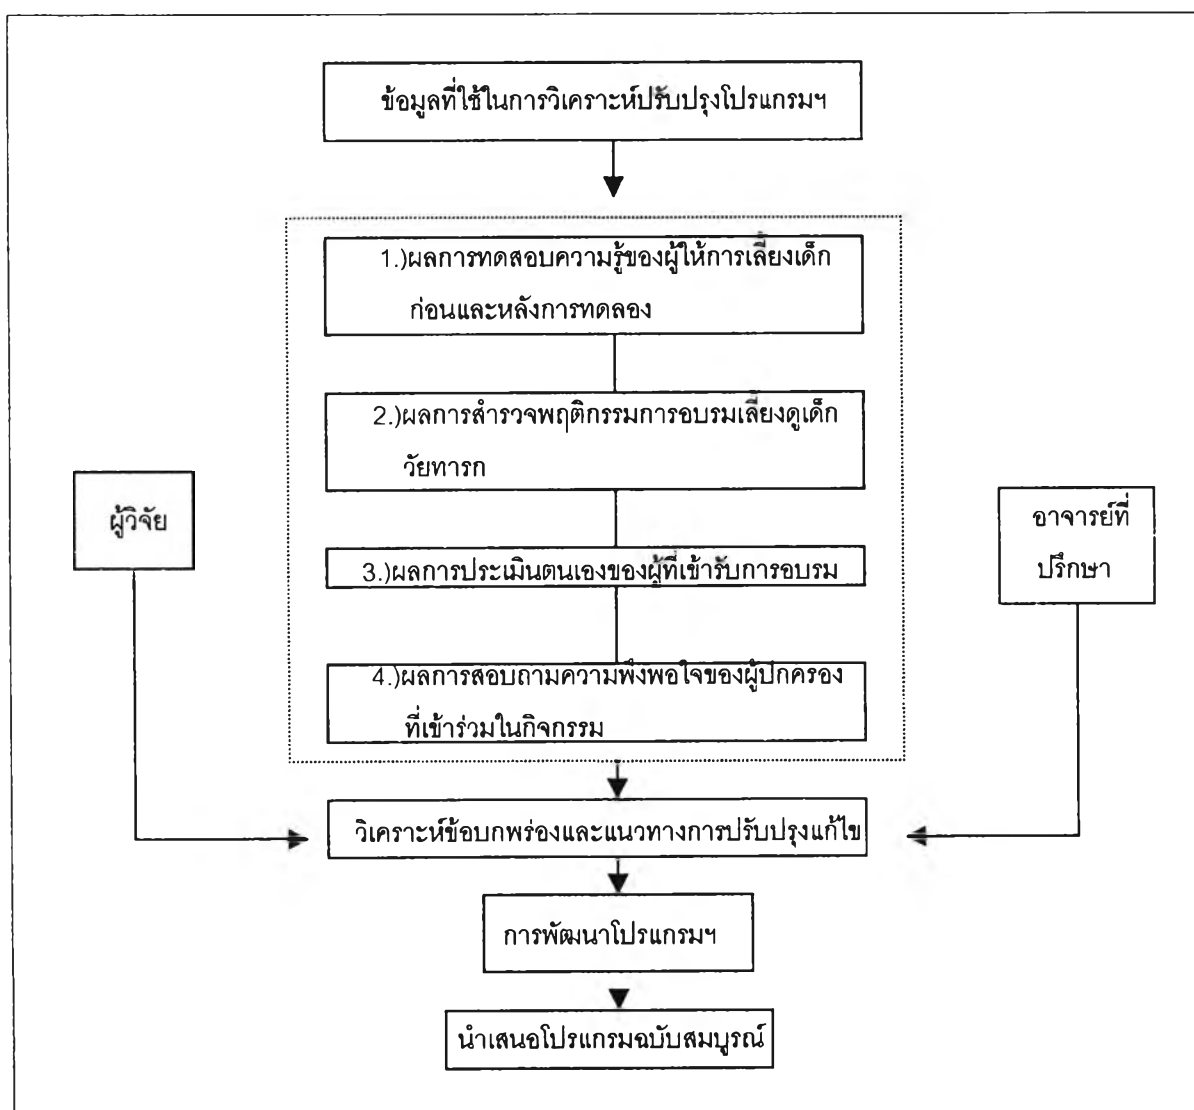 ข้อมูลที่ใช้ในการวิเคราะห์ปรับปรุงโปรแกรมฯ
1.)ผลการทดสอบความรู้ของผู้ให้การเลี้ยงเด็ก
ก่อนและหลังการทดลอง
2.)ผลการสำรวจพฤติกรรมการอบรมเลี้ยงดูเด็ก
วัยทารก
ผู้วิจัย
อาจารย์ที่
ปรึกษา
3.)ผลการประเมินตนเองของผู้ที่เข้ารับการอบรม
4.)ผลการสอบถามความพึงพอใจของผู้ปกครอง
ที่เข้าร่วมในกิจกรรม
วิเคราะห์ข้อบกพร่องและแนวทางการปรับปรุงแก้ไข
การพัฒนาโปรแกรมฯ
นำเสนอโปรแกรมฉบับสมบูรณ์